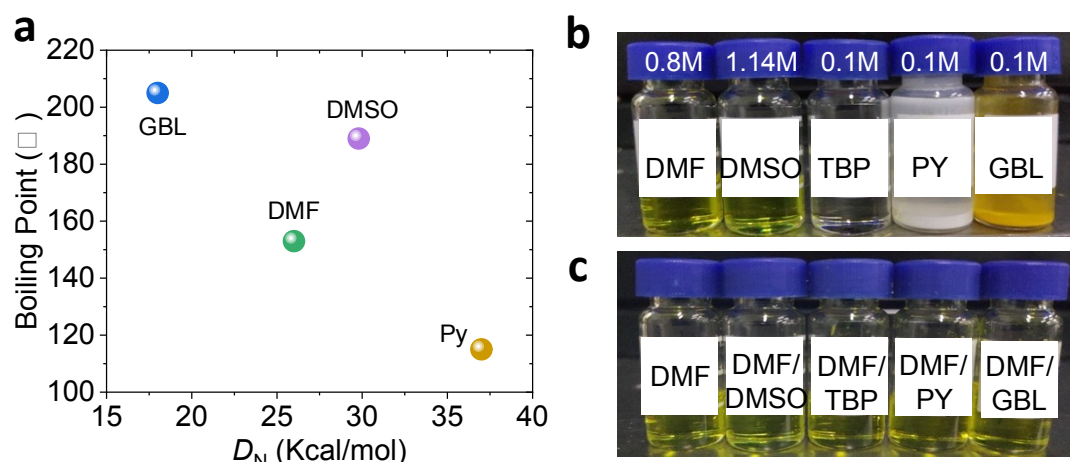 a
220
200
180
160
140
120
100
Boiling Point (□)
GBL
DMSO
DMF
Py
15 20 25 30 35 40
D_N (Kcal/mol)
b
0.8M 1.14M 0.1M 0.1M 0.1M
DMF DMSO TBP PY GBL
c
DMF DMF/ DMF/ DMF/ DMF/
DMSO TBP PY GBL